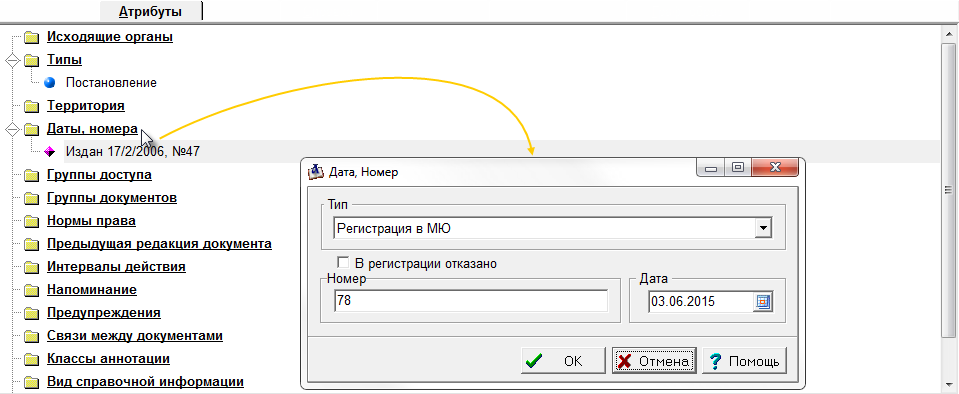 Атрибуты
Исходящие органы
Типы
Постановление
Территория
Даты, номера
Издан 17/2/2006, №47
Группы доступа
Группы документов
Нормы права
Предыдущая редакция документа
Интервалы действия
Напоминание
Предупреждения
Связи между документами
Классы аннотации
Вид справочной информации
Дата, Номер
Тип
Регистрация в МЮ
В регистрации отказано
Номер
Дата
78
03.06.2015
OK
Отмена
Помощь